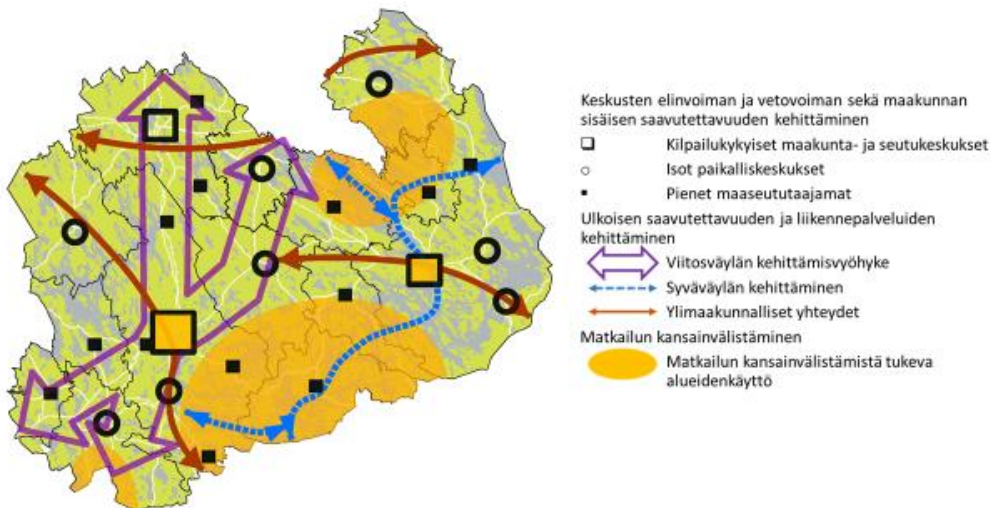 Keskusten elinvoiman ja vetovoiman sekä maakunnan
sisäisen saavutettavuuden kehittäminen
Kilpailukykyiset maakunta- ja seutukeskukset
Isot paikalliskeskukset
Pienet maaseututaajamat
Ulkoisen saavutettavuuden ja liikennepalveluiden
kehittäminen
Viitosväylän kehittämisvyöhyke
Syväväylän kehittäminen
Ylimaakunnalliset yhteydet
Matkailun kansainvälistäminen
Matkailun kansainvälistämistä tukeva
alueidenkäyttö